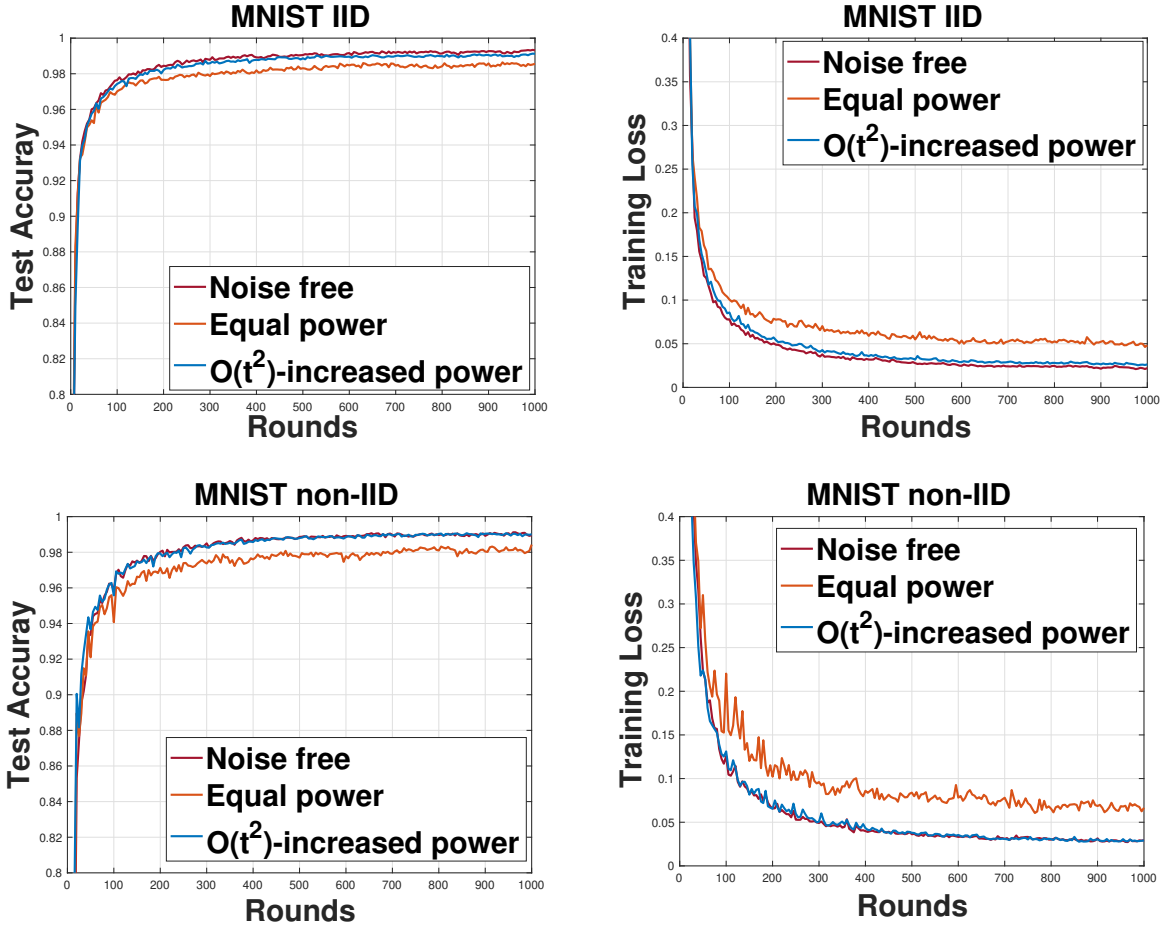 MNIST IID
Test Accuray
1
0.98
0.96
0.94
0.92
0.9
0.88
0.86
0.84
0.82
0.8
Noise free
Equal power
O(t²)-increased power
0 100 200 300 400 500 600 700 800 900 1000
Rounds
MNIST IID
Training Loss
0.4
0.35
0.3
0.25
0.2
0.15
0.1
0.05
0
Noise free
Equal power
O(t²)-increased power
0 100 200 300 400 500 600 700 800 900 1000
Rounds
MNIST non-IID
Test Accuray
1
0.98
0.96
0.94
0.92
0.9
0.88
0.86
0.84
0.82
0.8
Noise free
Equal power
O(t²)-increased power
0 100 200 300 400 500 600 700 800 900 1000
Rounds
MNIST non-IID
Training Loss
0.4
0.35
0.3
0.25
0.2
0.15
0.1
0.05
0
Noise free
Equal power
O(t²)-increased power
0 100 200 300 400 500 600 700 800 900 1000
Rounds